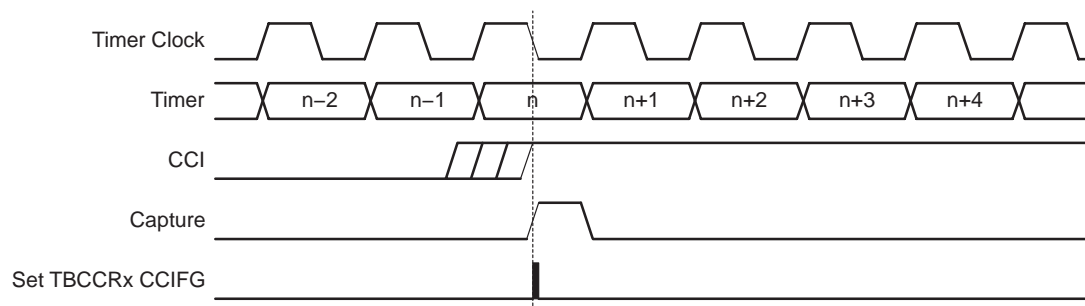 Timer Clock
Timer n−2 n−1 n n+1 n+2 n+3 n+4
CCI
Capture
Set TBCCRx CCIFG